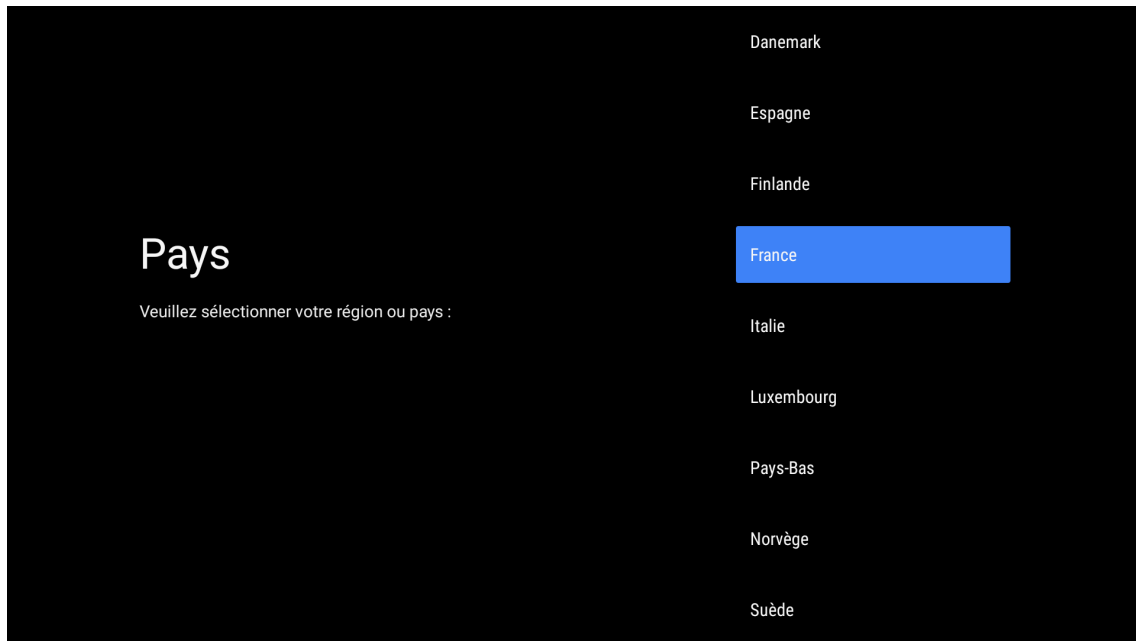 Pays
Veuillez sélectionner votre région ou pays :
Danemark
Espagne
Finlande
France
Italie
Luxembourg
Pays-Bas
Norvège
Suède